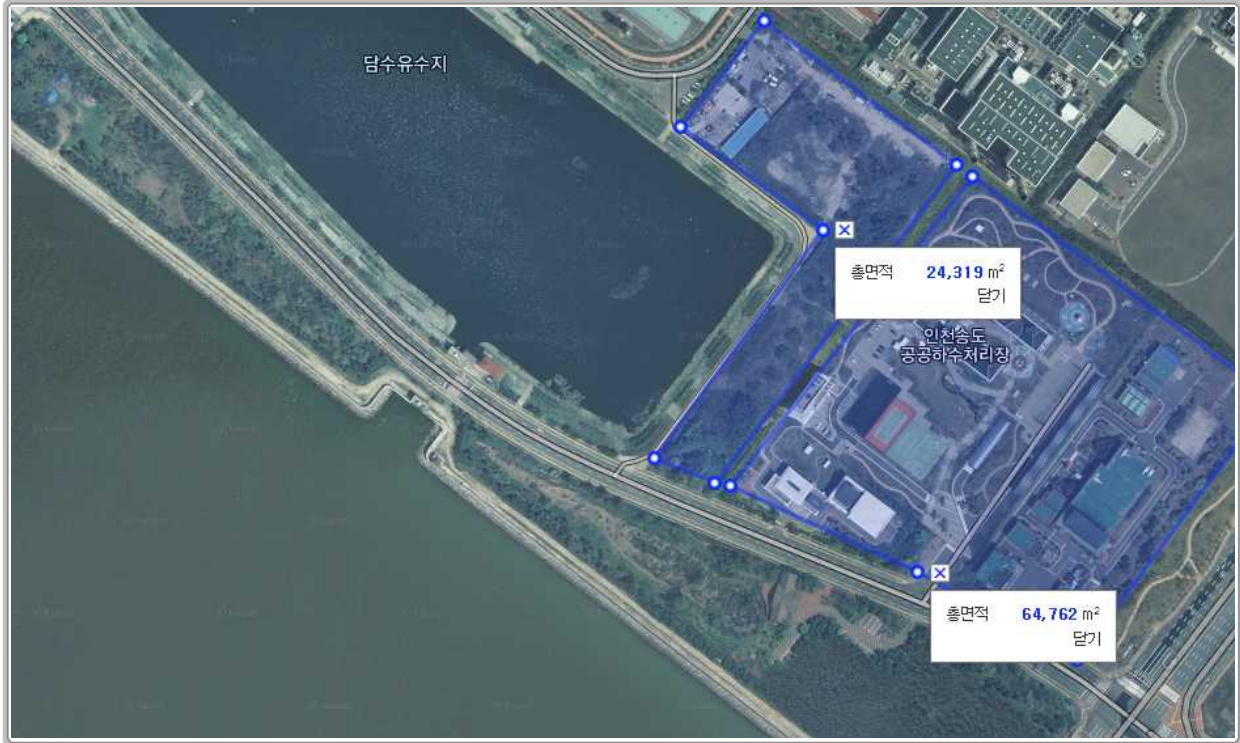 담수유수지
총면적 24,319 m²
닫기
인천송도
공공하수처리장
총면적 64,762 m²
닫기